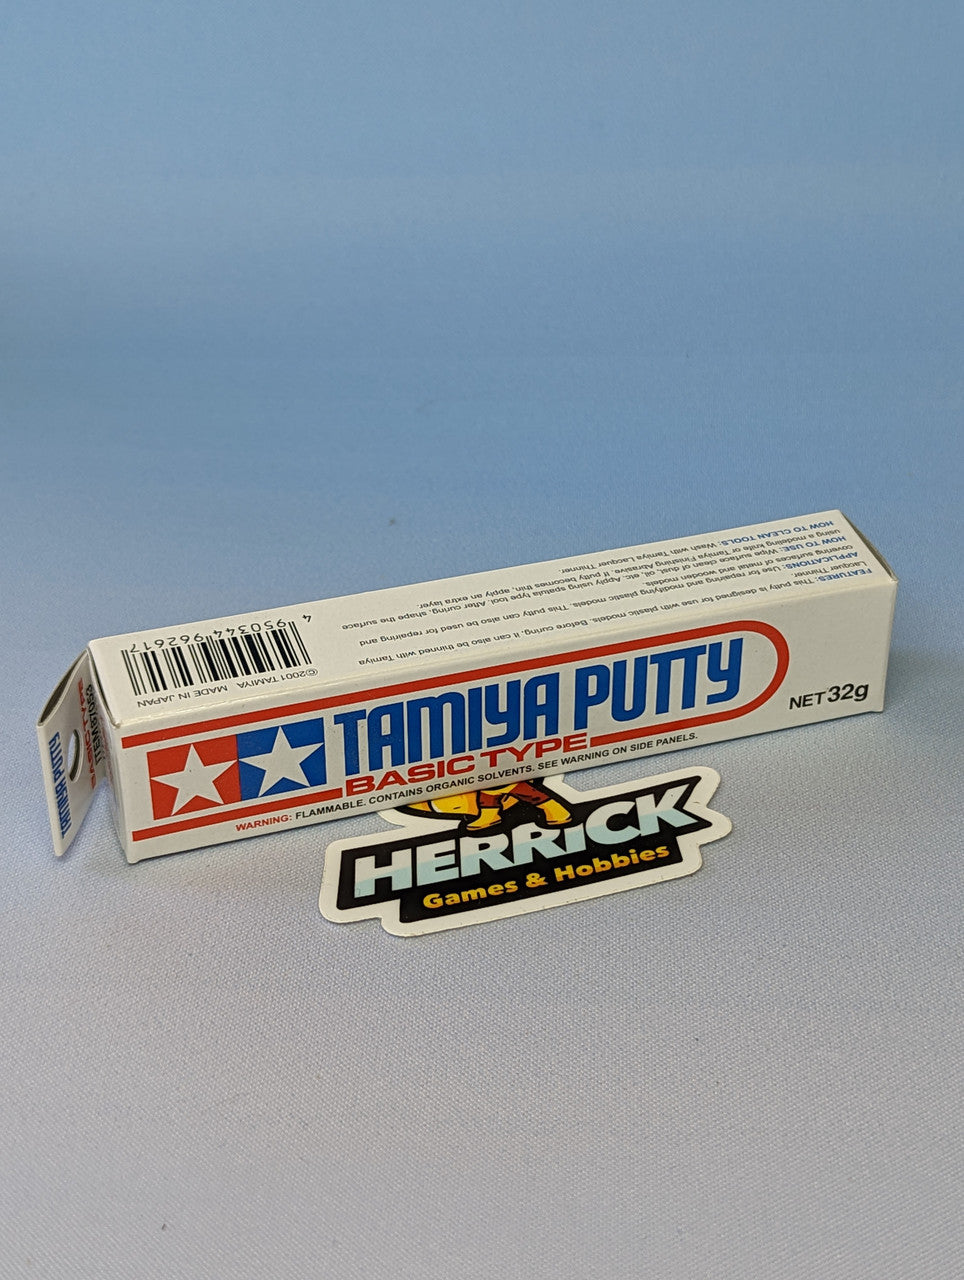 TAMIYA PUTTY
BASIC TYPE
NET 32g
WARNING: FLAMMABLE. CONTAINS ORGANIC SOLVENTS. SEE WARNING ON SIDE PANELS.
FEATURES: This putty is designed for use with plastic models. Before curing, it can also be thinned with Tamiya
Lacquer Thinner.
APPLICATIONS: Use for repairing and modifying plastic models. This putty can also be used for repairing and
covering surfaces of metal and wooden models.
HOW TO USE: Wipe surface clean of dust, oil, etc. Apply using spatula type tool. After curing, shape the surface
using a modeling knife or Tamiya Finishing Abrasive. If putty becomes thin, apply an extra layer.
HOW TO CLEAN TOOLS: Wash with Tamiya Lacquer Thinner.
4 950344 962617
©2001 TAMIYA MADE IN JAPAN
TAMIYA PUTTY
BASIC TYPE
ITEM 87053
HERRICK
Games & Hobbies